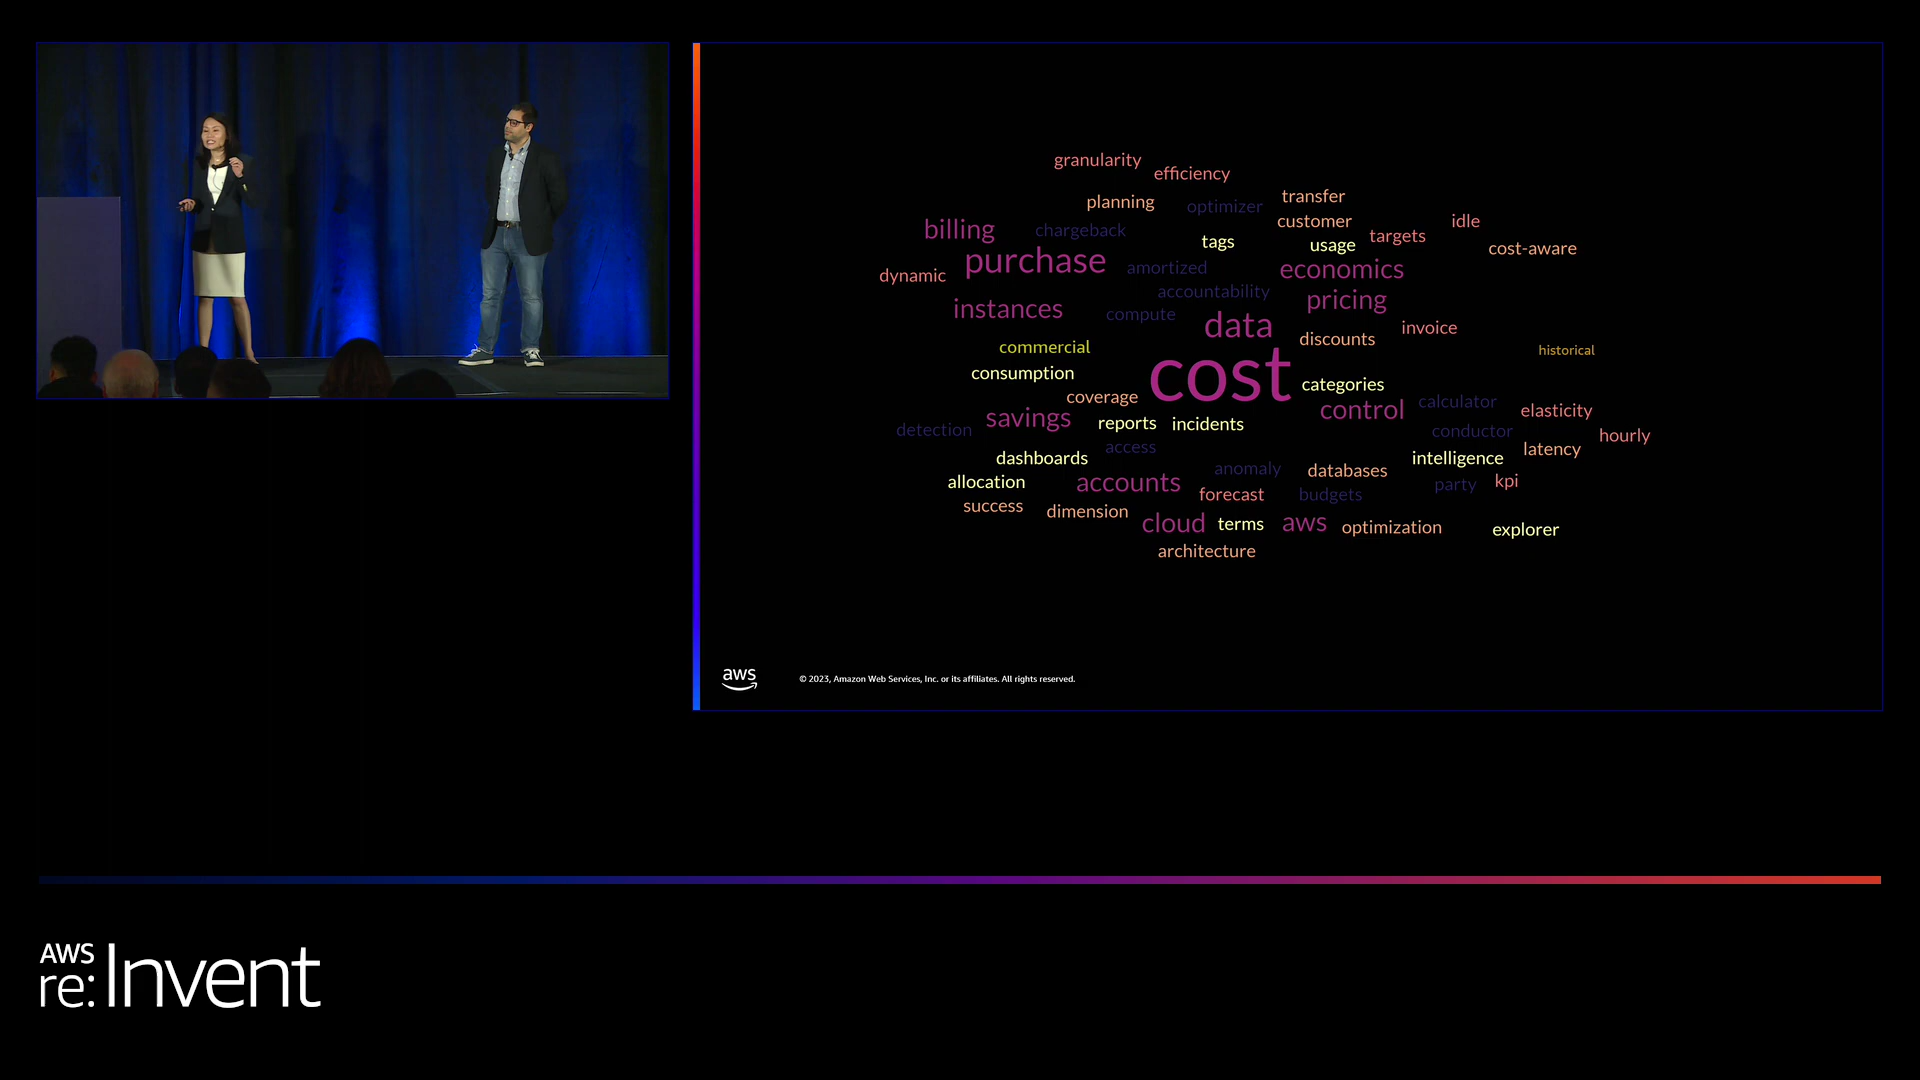 granularity
efficiency
planning
optimizer
transfer
customer
idle
billing
chargeback
tags
usage
targets
cost-aware
purchase
amortized
economics
dynamic
accountability
pricing
instances
compute
data
discounts
invoice
commercial
historical
consumption
cost
categories
coverage
control
calculator
elasticity
savings
reports
incidents
detection
conductor
hourly
access
latency
dashboards
intelligence
anomaly
databases
allocation
accounts
forecast
budgets
party
kpi
success
dimension
cloud
terms
aws
optimization
explorer
architecture
aws
© 2023, Amazon Web Services, Inc. or its affiliates. All rights reserved.
AWS
re:Invent